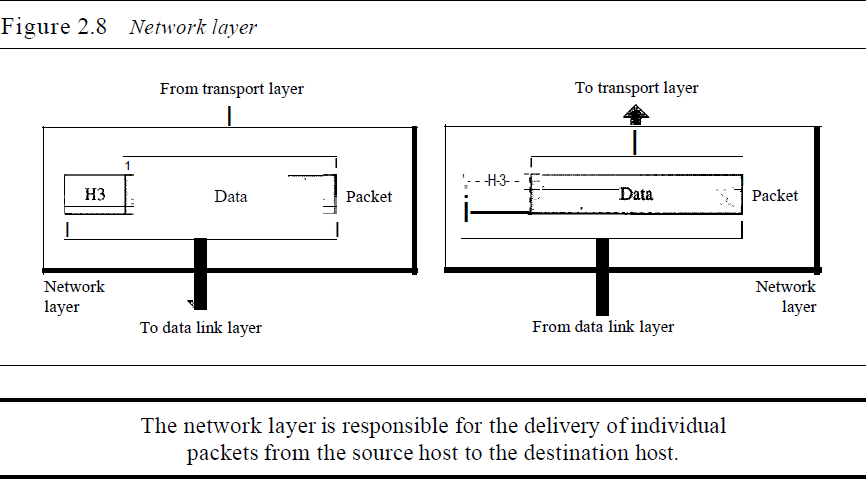 Figure 2.8 Network layer
From transport layer
To transport layer
H3
Data
Packet
H3
Data
Packet
Network
layer
To data link layer
From data link layer
Network
layer
The network layer is responsible for the delivery of individual
packets from the source host to the destination host.